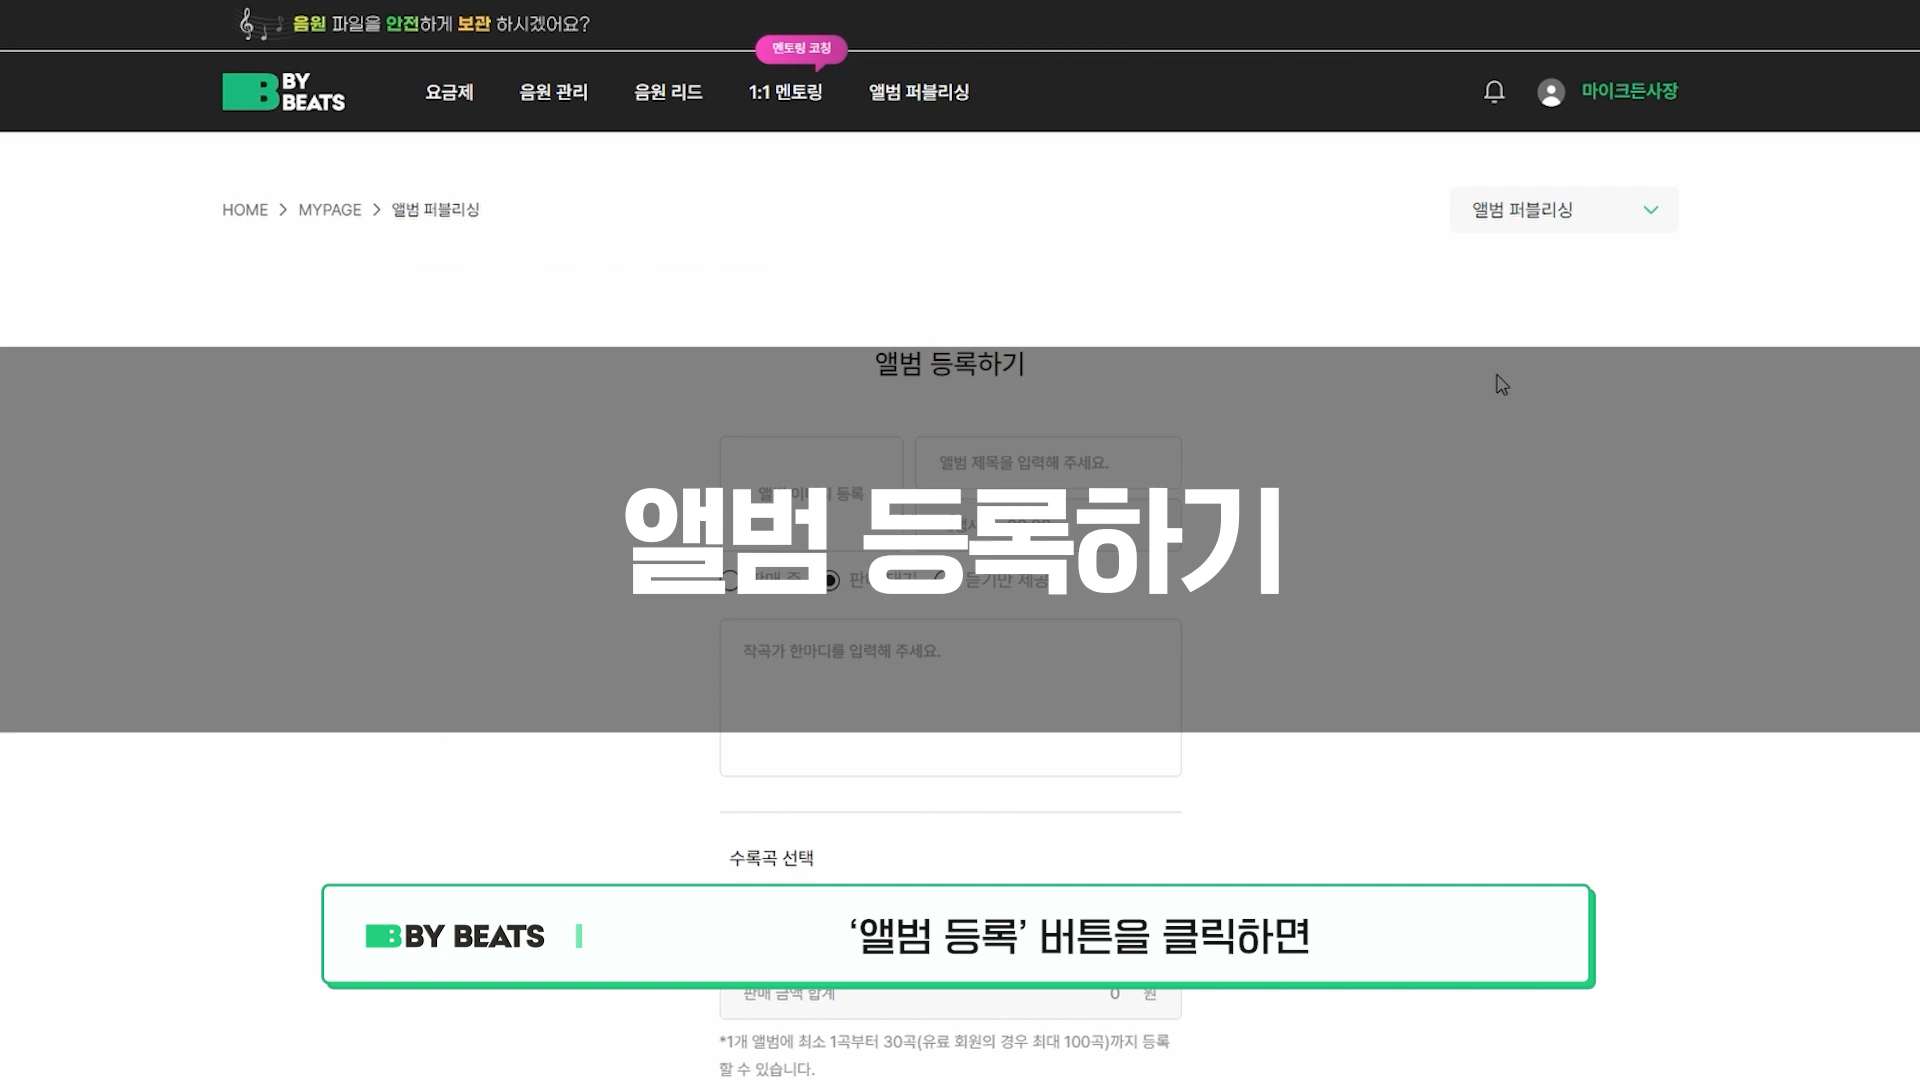 음원 파일을 안전하게 보관 하시겠어요?
멘토링 코칭
BY BEATS
요금제
음원 관리
음원 리드
1:1 멘토링
앨범 퍼블리싱
마이크든사장
HOME > MYPAGE > 앨범 퍼블리싱
앨범 퍼블리싱
앨범 등록하기
앨범 제목을 입력해 주세요.
등록
앨범 등록하기
듣기만 제공
작곡가 한마디를 입력해 주세요.
수록곡 선택
BY BEATS
‘앨범 등록’ 버튼을 클릭하면
판매 금액 합계 0 원
*1개 앨범에 최소 1곡부터 30곡(유료 회원의 경우 최대 100곡)까지 등록
할 수 있습니다.